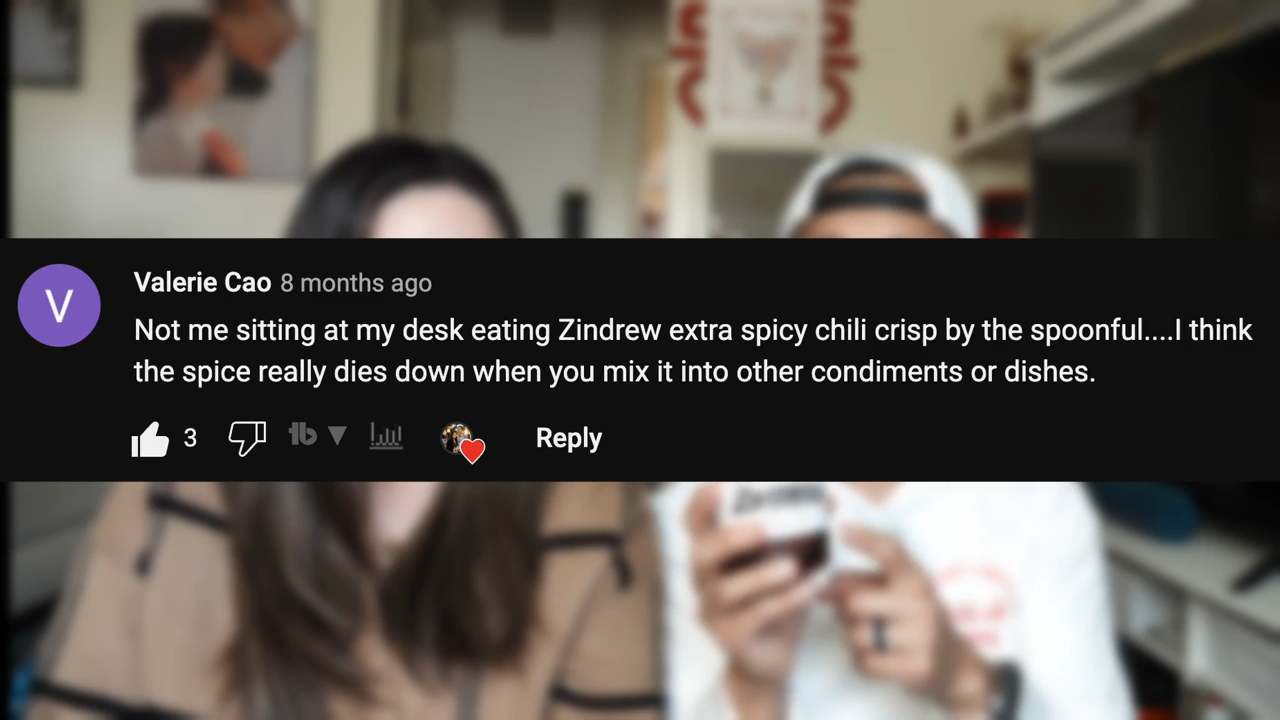 V
Valerie Cao 8 months ago
Not me sitting at my desk eating Zindrew extra spicy chili crisp by the spoonful....I think
the spice really dies down when you mix it into other condiments or dishes.
3 Reply